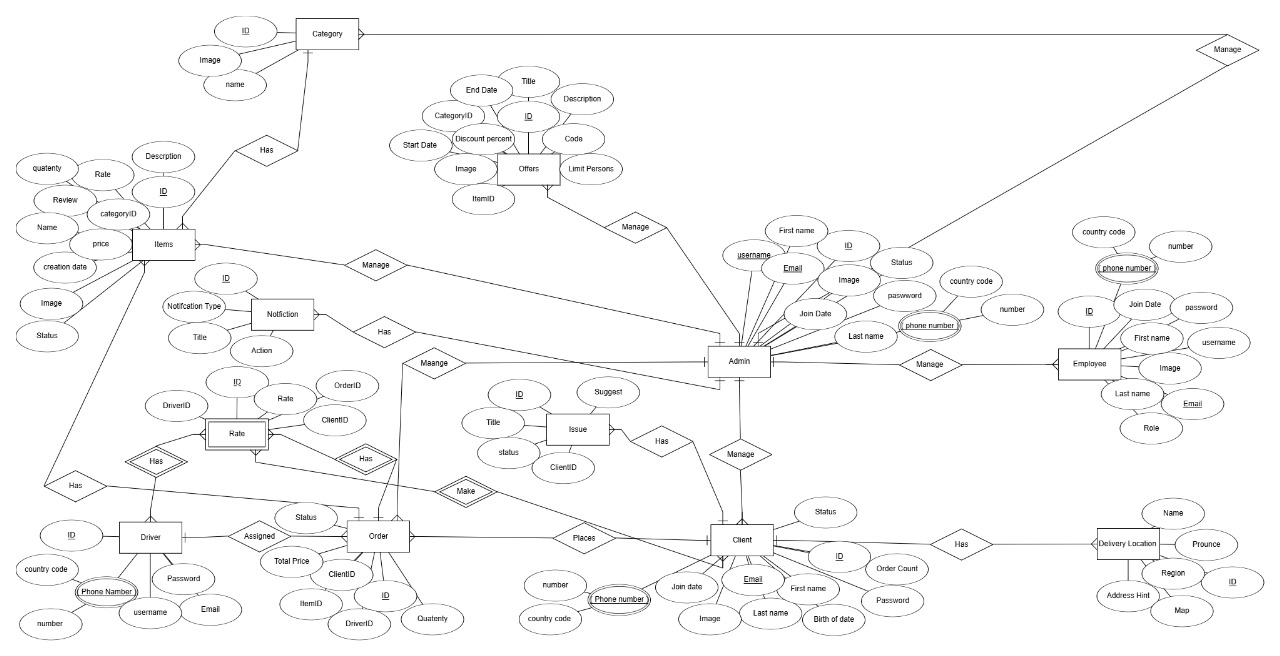 ID
Category
Image
name
Manage
Title
End Date
Description
CategoryID
ID
Start Date
Discount percent
Code
Image
Offers
Limit Persons
ItemID
Has
Manage
Descrption
quatenty
Rate
ID
Review
categoryID
Name
price
Items
creation date
Image
Status
Manage
First name
username
ID
Email
Status
Image
paswword
country code
Join Date
phone number
number
Last name
Admin
country code
number
phone number
ID
Join Date
password
First name
username
Employee
Image
Last name
Email
Role
Manage
ID
Notifcation Type
Notifiction
Title
Action
Has
Maange
ID
OrderID
DriverID
Rate
ClientID
Rate
Has
Has
Make
Suggest
ID
Title
Issue
status
ClientID
Has
Manage
Has
ID
Driver
country code
Phone Namber
Password
number
username
Email
Assigned
Status
Order
Total Price
ClientID
ItemID
ID
DriverID
Quatenty
Places
Status
Client
ID
Order Count
number
Phone number
country code
Join date
Email
First name
Password
Image
Last name
Birth of date
Has
Name
Delivery Location
Prounce
Region
ID
Address Hint
Map